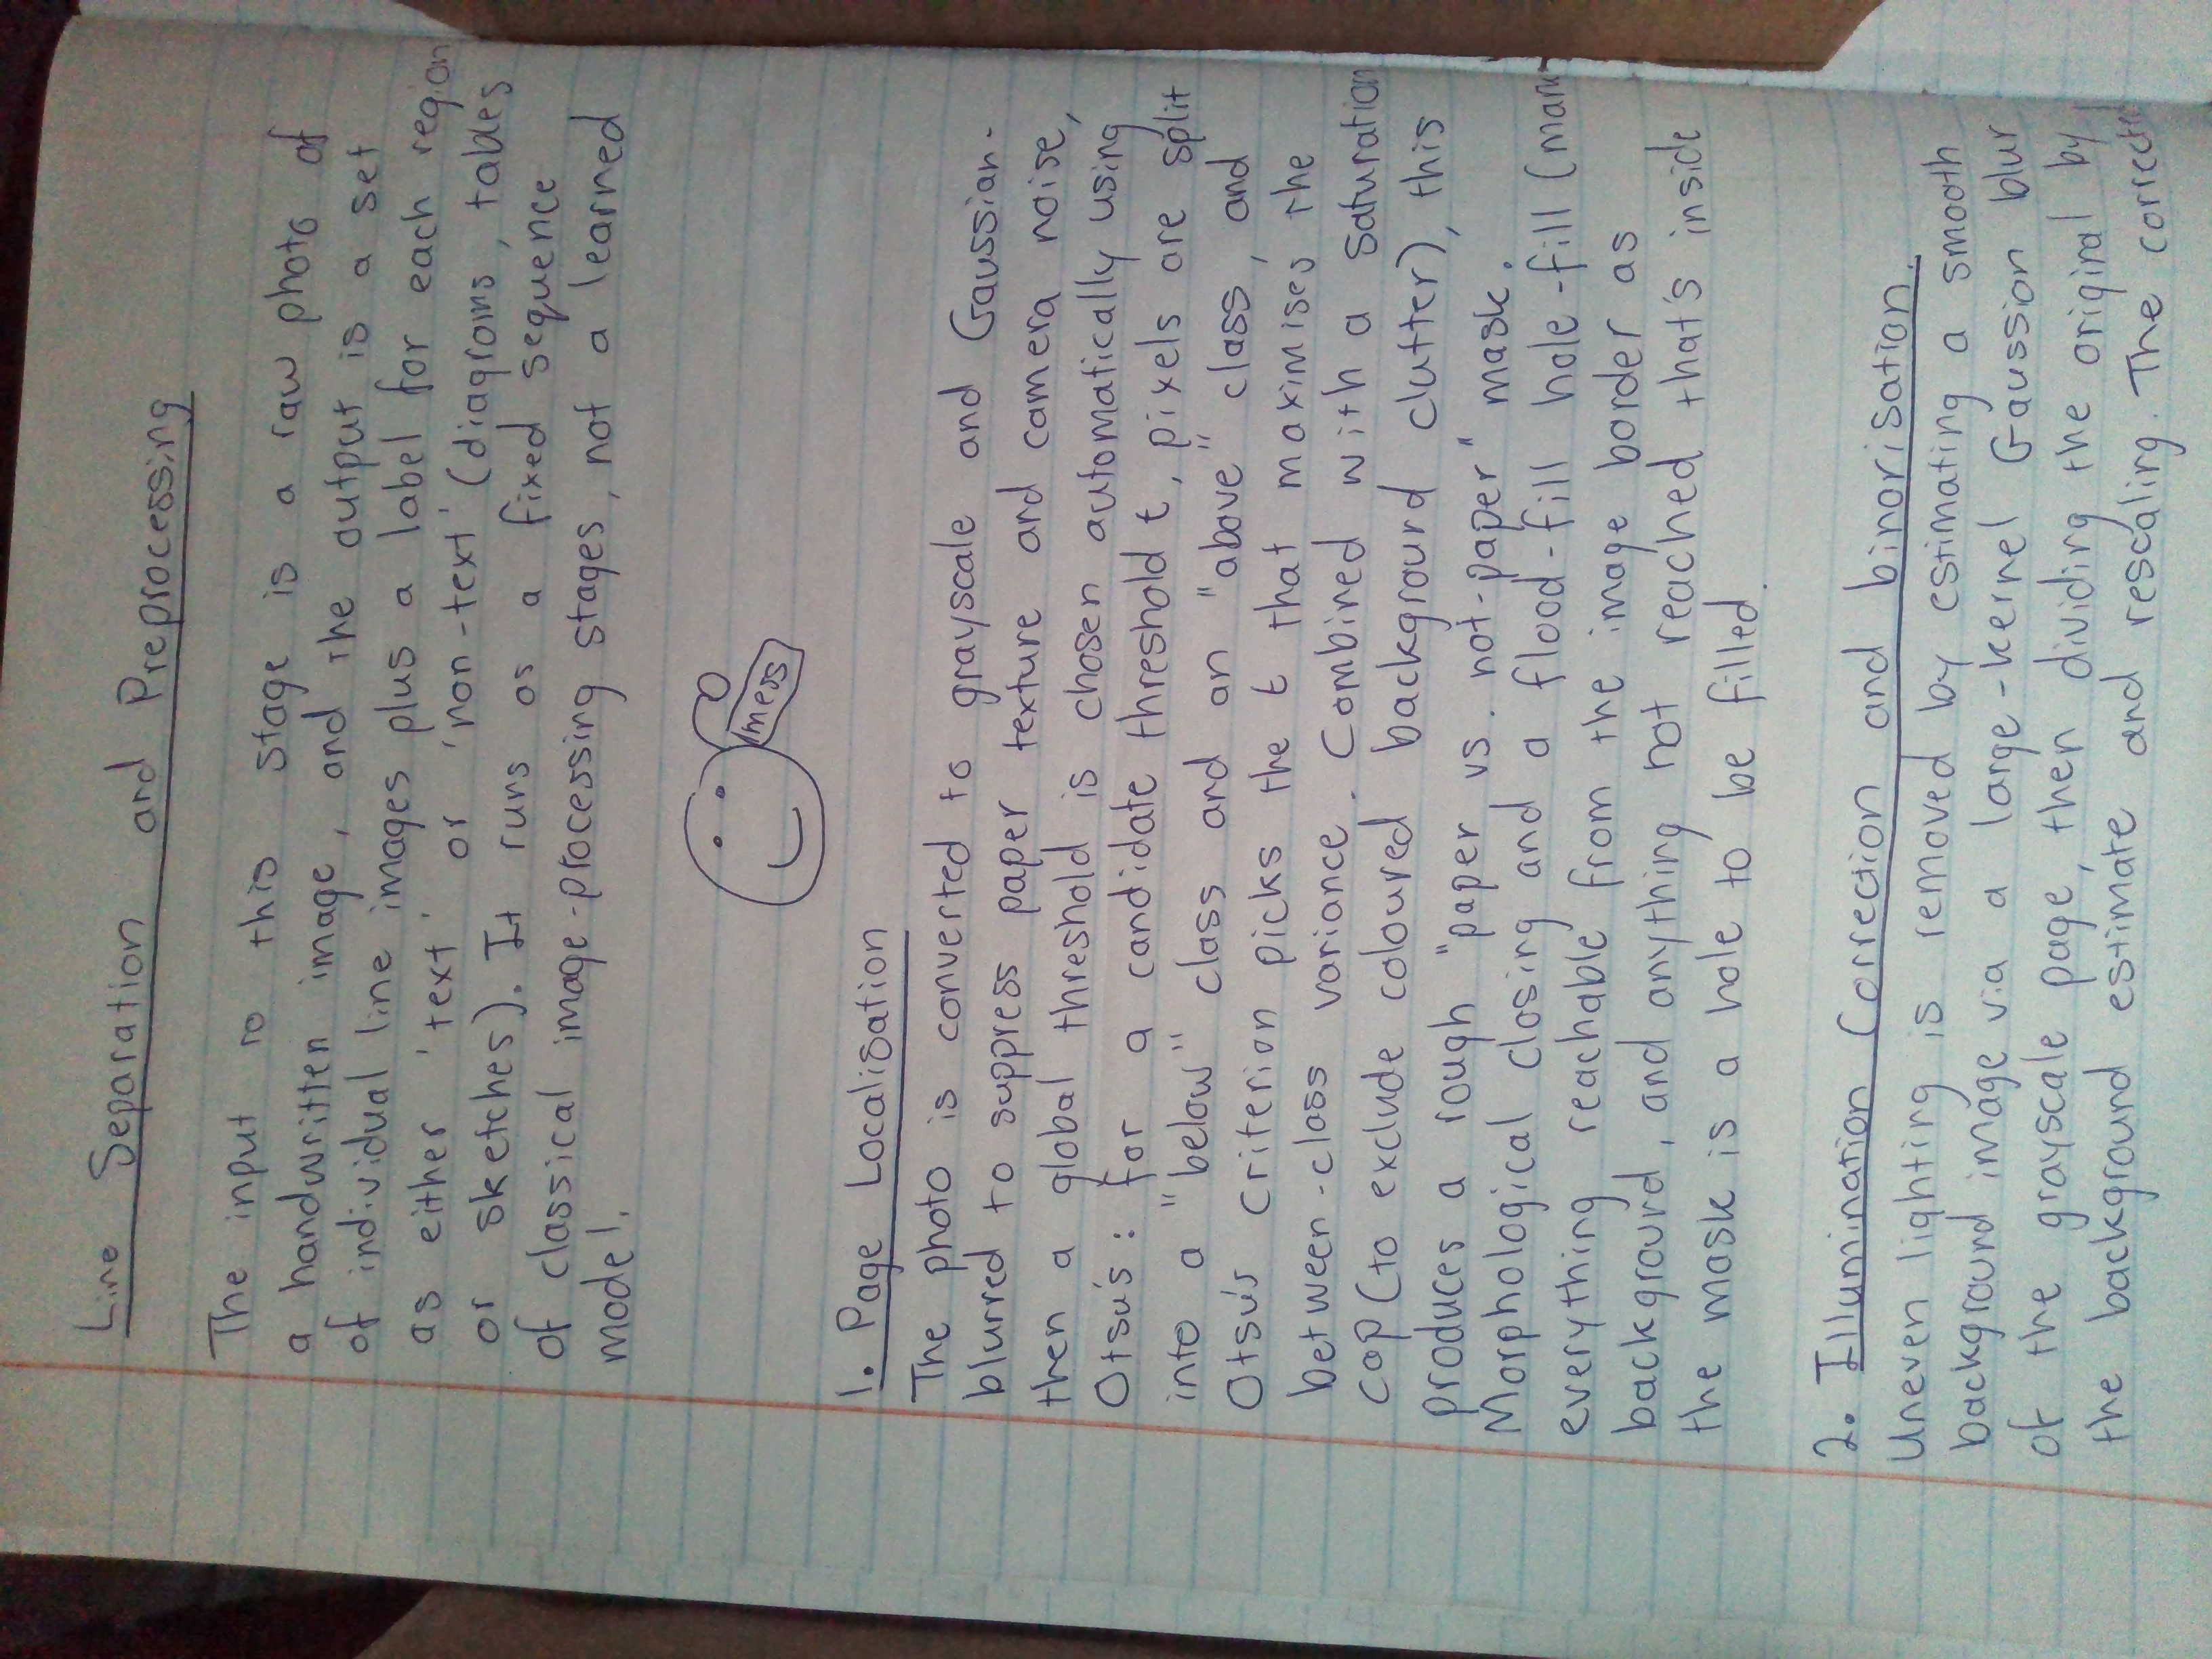 Line Separation and Preprocessing
The input to this stage is a raw photo of
a handwritten image, and the output is a set
of individual line images plus a label for each region
as either 'text' or 'non-text' (diagrams, tables
or sketches). It runs as a fixed sequence
of classical image-processing stages, not a learned
model.
mess
1. Page Localisation
The photo is converted to grayscale and Gaussian-
blurred to suppress paper texture and camera noise,
then a global threshold is chosen automatically using
Otsu's: for a candidate threshold t, pixels are split
into a "below" class and an "above" class, and
Otsu's criterion picks the t that maximises the
between-class variance. Combined with a saturation
cap (to exclude coloured background clutter), this
produces a rough "paper vs. not-paper" mask.
Morphological closing and a flood-fill hole-fill (mark
everything reachable from the image border as
background, and anything not reached that's inside
the mask is a hole to be filled.
2. Illumination Correction and binarisation.
Uneven lighting is removed by estimating a smooth
background image via a large-kernel Gaussion blur
of the grayscale page, then dividing the original by
the background estimate and rescaling. The corrected